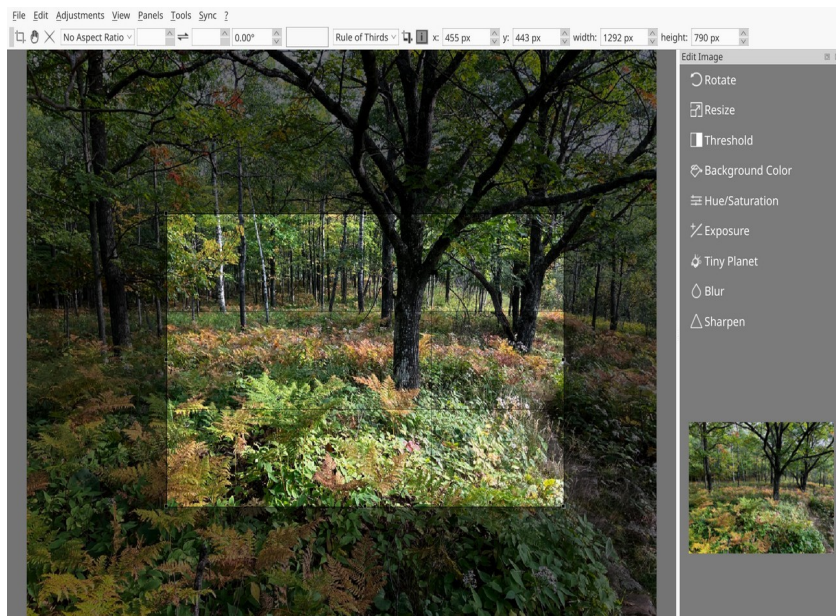 File Edit Adjustments View Panels Tools Sync ?
No Aspect Ratio 0.00° Rule of Thirds x: 455 px y: 443 px width: 1292 px height: 790 px
Edit Image
Rotate
Resize
Threshold
Background Color
Hue/Saturation
Exposure
Tiny Planet
Blur
Sharpen